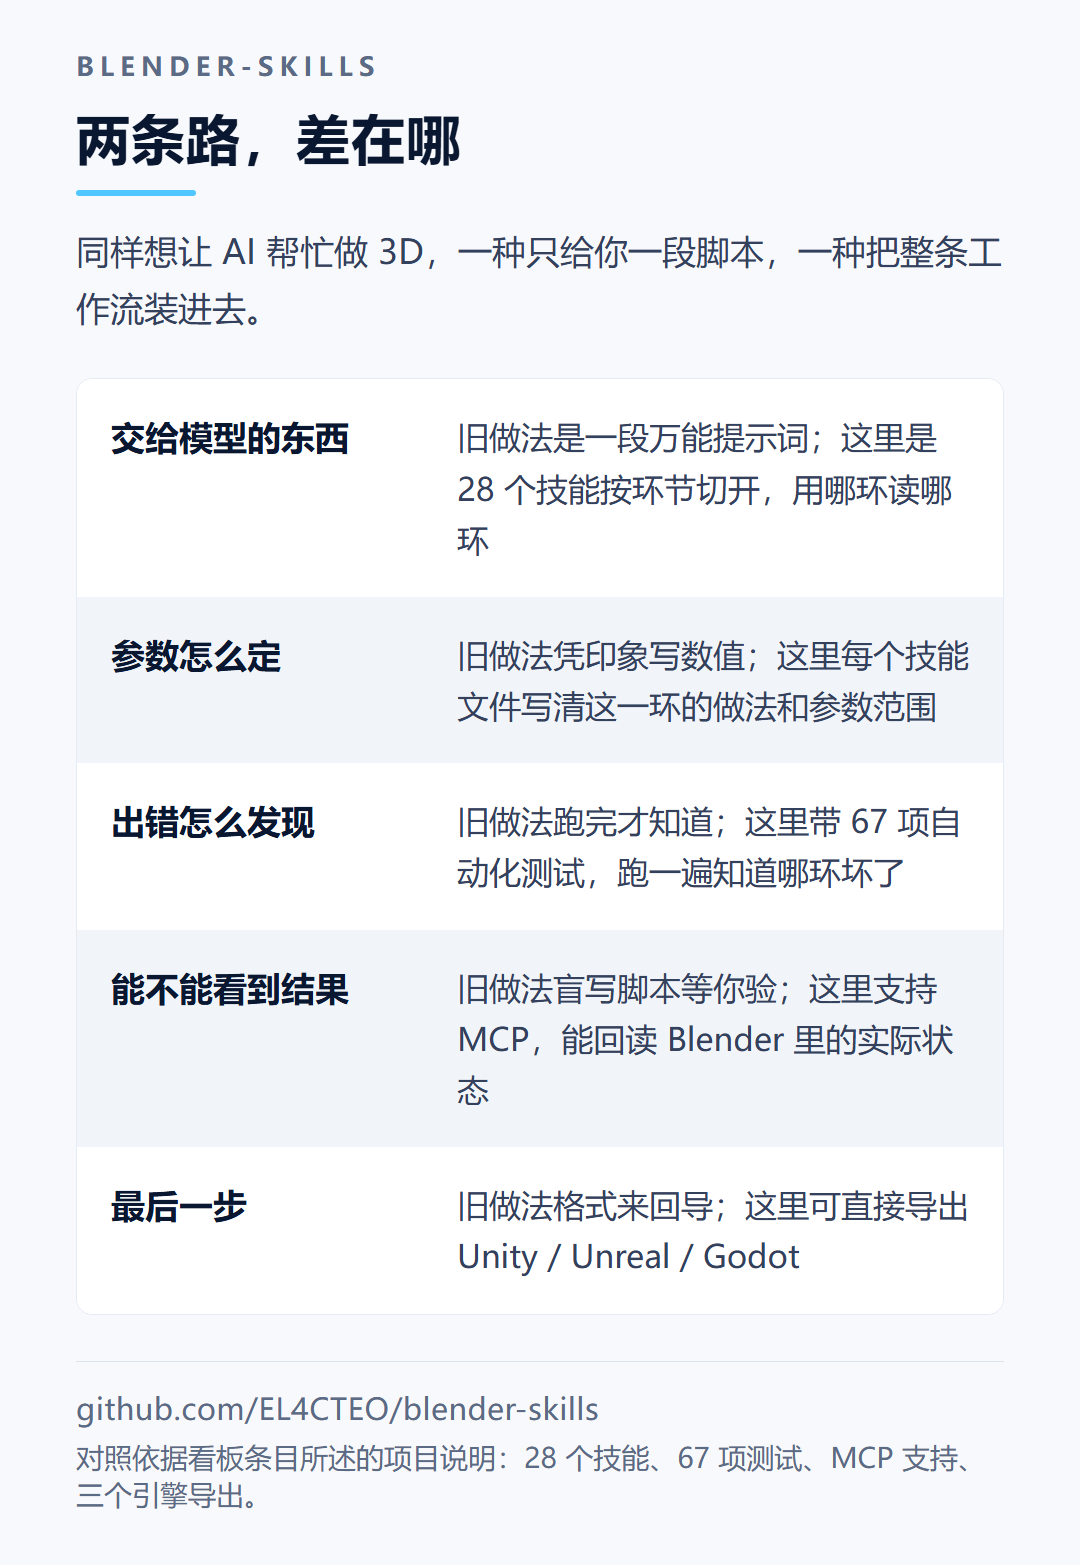 BLENDER-SKILLS
两条路，差在哪
同样想让 AI 帮忙做 3D，一种只给你一段脚本，一种把整条工
作流装进去。
交给模型的东西
旧做法是一段万能提示词；这里是
28 个技能按环节切开，用哪环读哪
环
参数怎么定
旧做法凭印象写数值；这里每个技能
文件写清这一环的做法和参数范围
出错怎么发现
旧做法跑完才知道；这里带 67 项自
动化测试，跑一遍知道哪环坏了
能不能看到结果
旧做法盲写脚本等你验；这里支持
MCP，能回读 Blender 里的实际状
态
最后一步
旧做法格式来回导；这里可直接导出
Unity / Unreal / Godot
github.com/EL4CTEO/blender-skills
对照依据看板条目所述的项目说明：28 个技能、67 项测试、MCP 支持、
三个引擎导出。